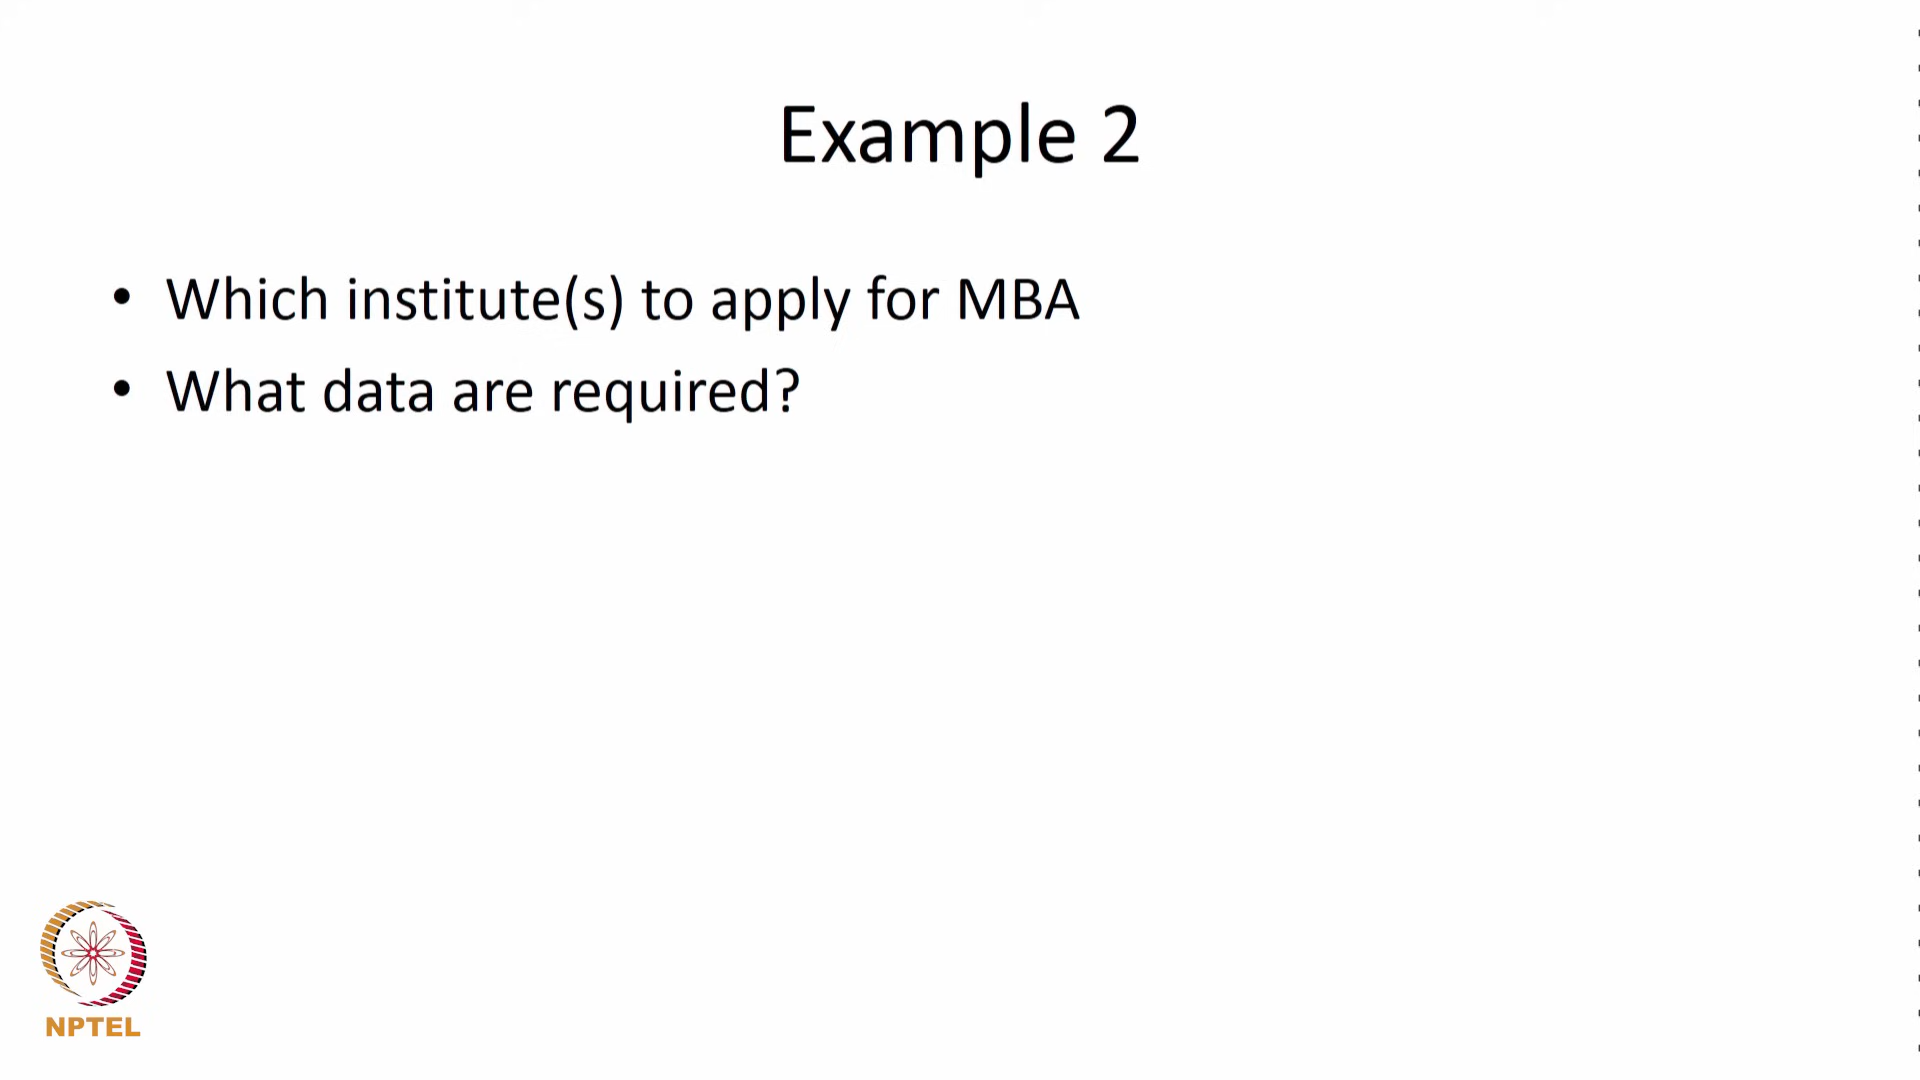 Example 2
• Which institute(s) to apply for MBA
• What data are required?
NPTEL